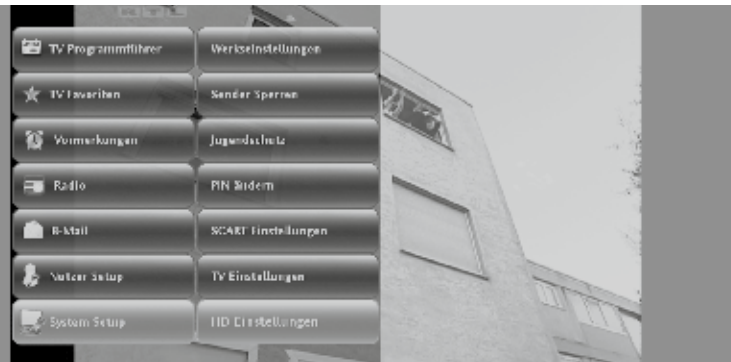 TV Programmführer
Werkseinstellungen
TV Favoriten
Sender Sperren
Vormerkungen
Jugendschutz
Radio
PIN ändern
E-Mail
SCART Einstellungen
Nutzer Setup
TV Einstellungen
System Setup
HD Einstellungen